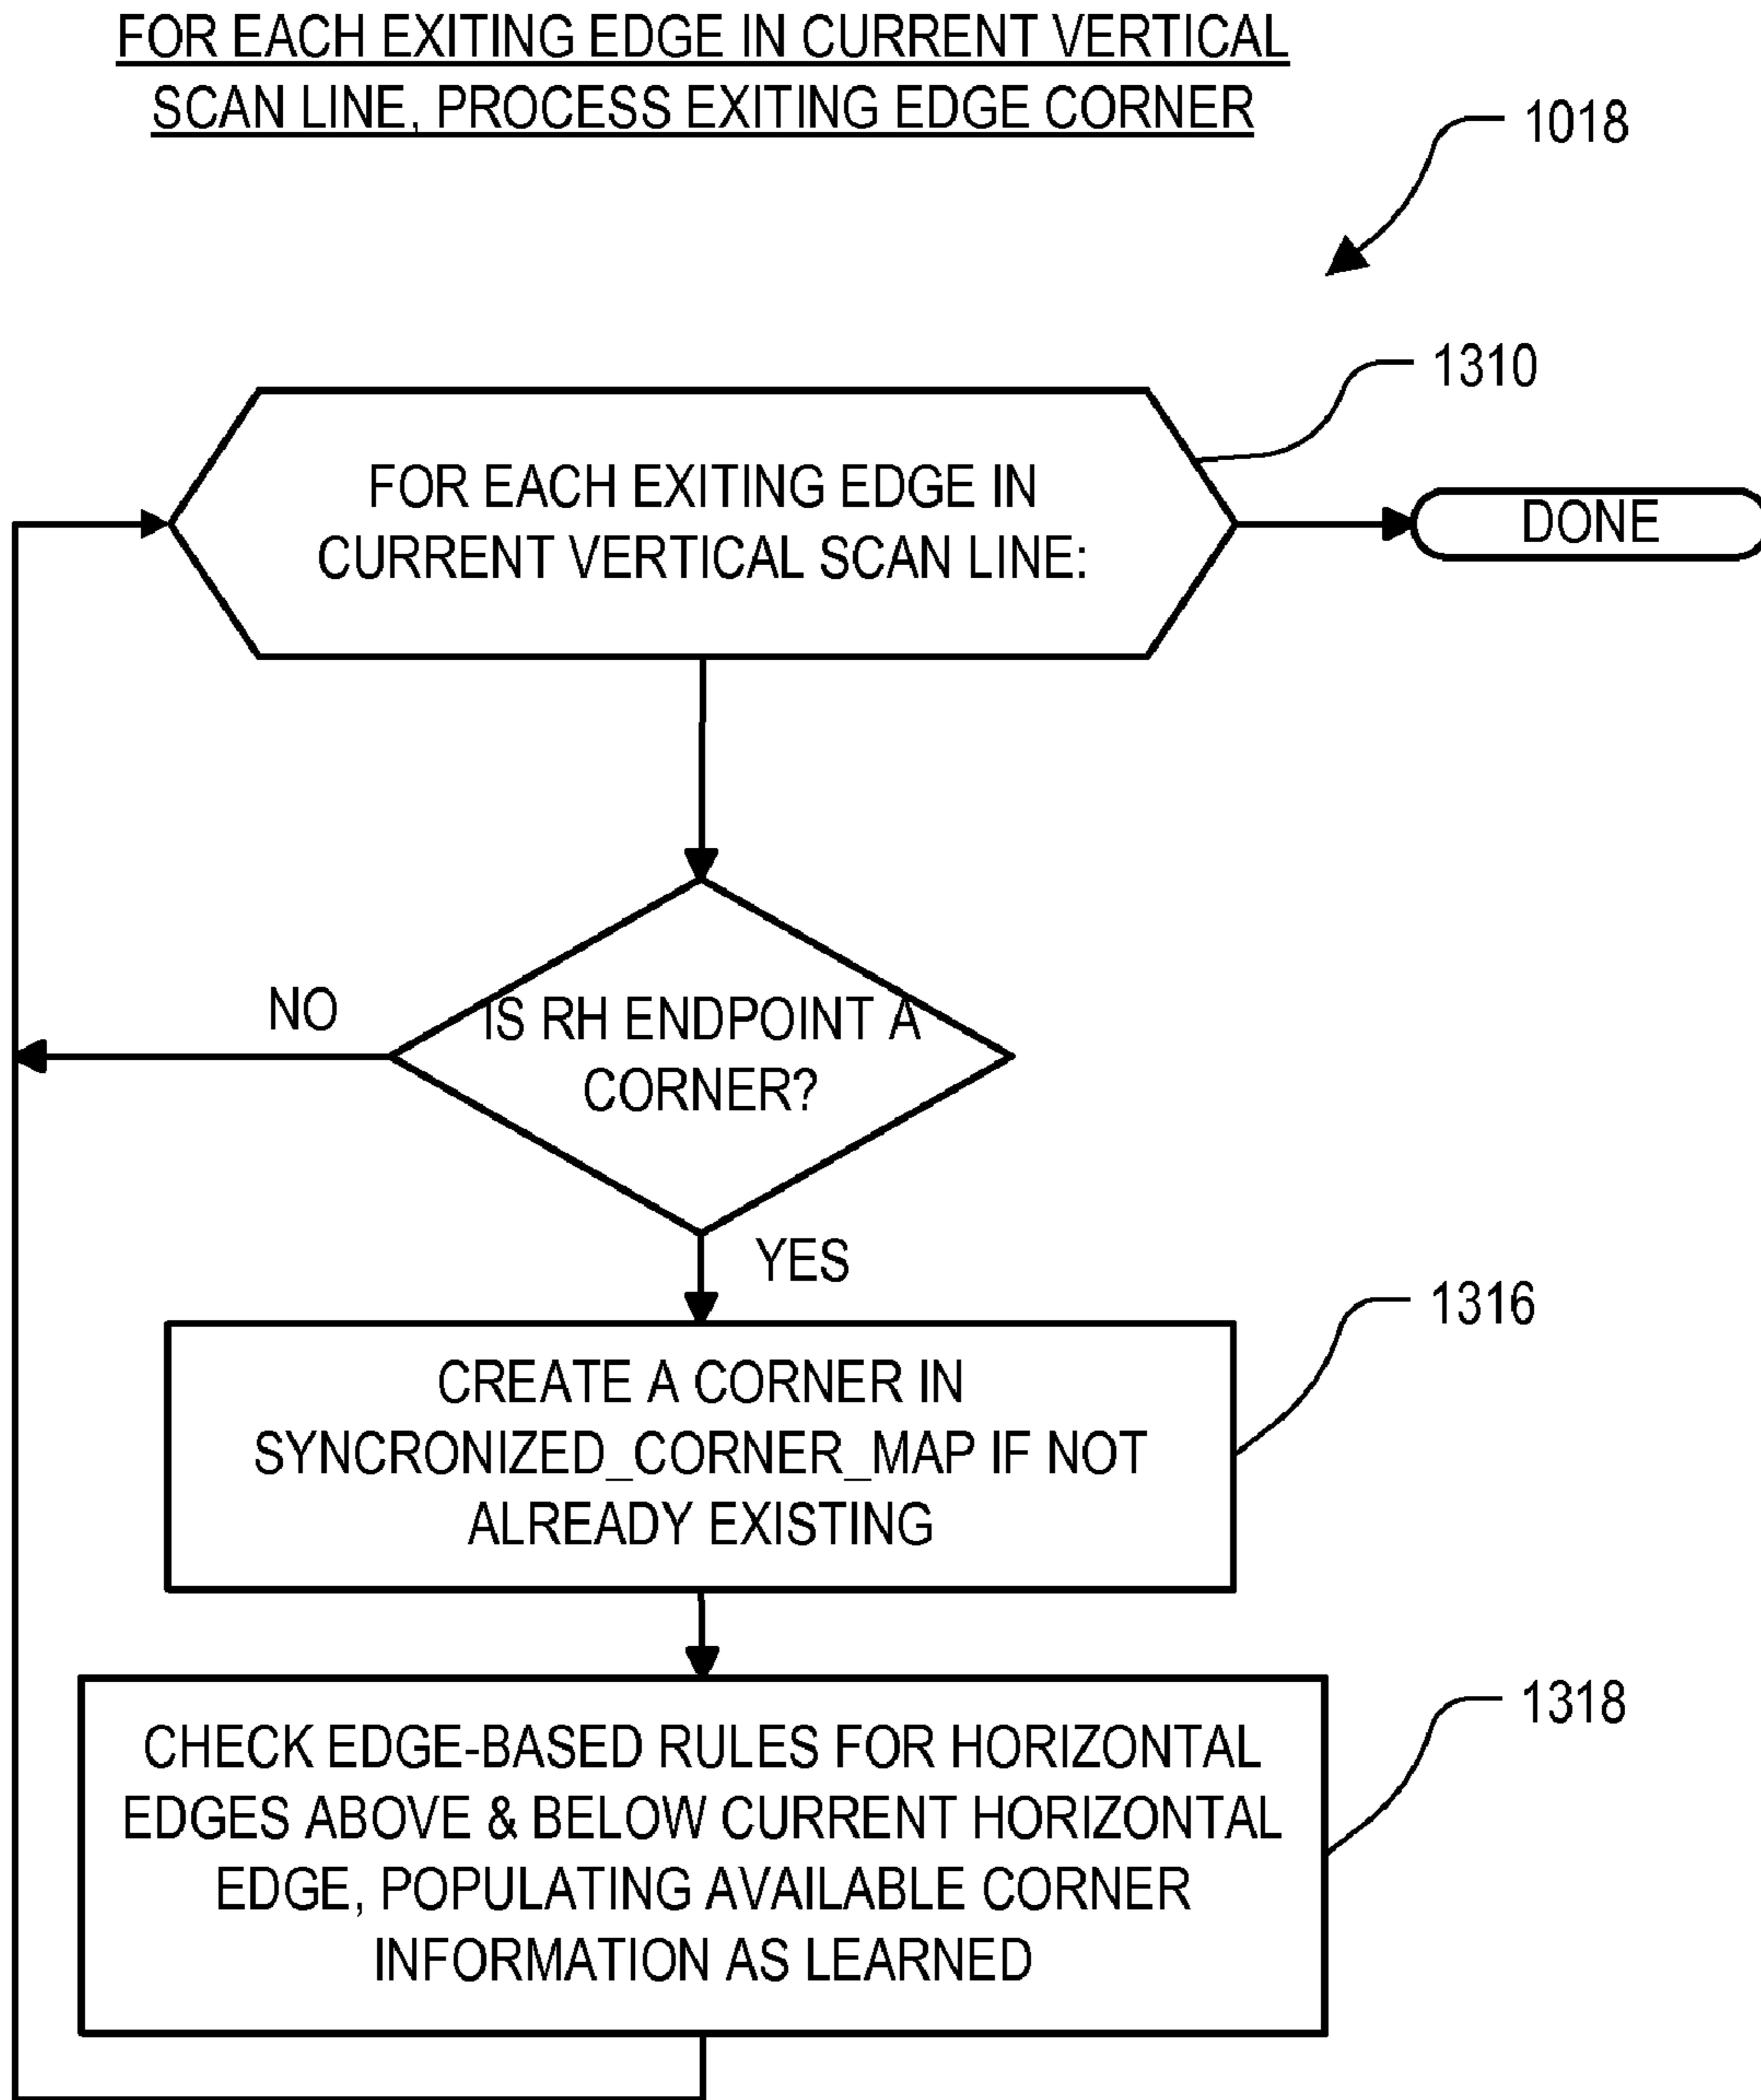 FOR EACH EXITING EDGE IN CURRENT VERTICAL
SCAN LINE, PROCESS EXITING EDGE CORNER
1018
1310
FOR EACH EXITING EDGE IN
CURRENT VERTICAL SCAN LINE:
DONE
NO
IS RH ENDPOINT A
CORNER?
YES
1316
CREATE A CORNER IN
SYNCRONIZED_CORNER_MAP IF NOT
ALREADY EXISTING
1318
CHECK EDGE-BASED RULES FOR HORIZONTAL
EDGES ABOVE & BELOW CURRENT HORIZONTAL
EDGE, POPULATING AVAILABLE CORNER
INFORMATION AS LEARNED